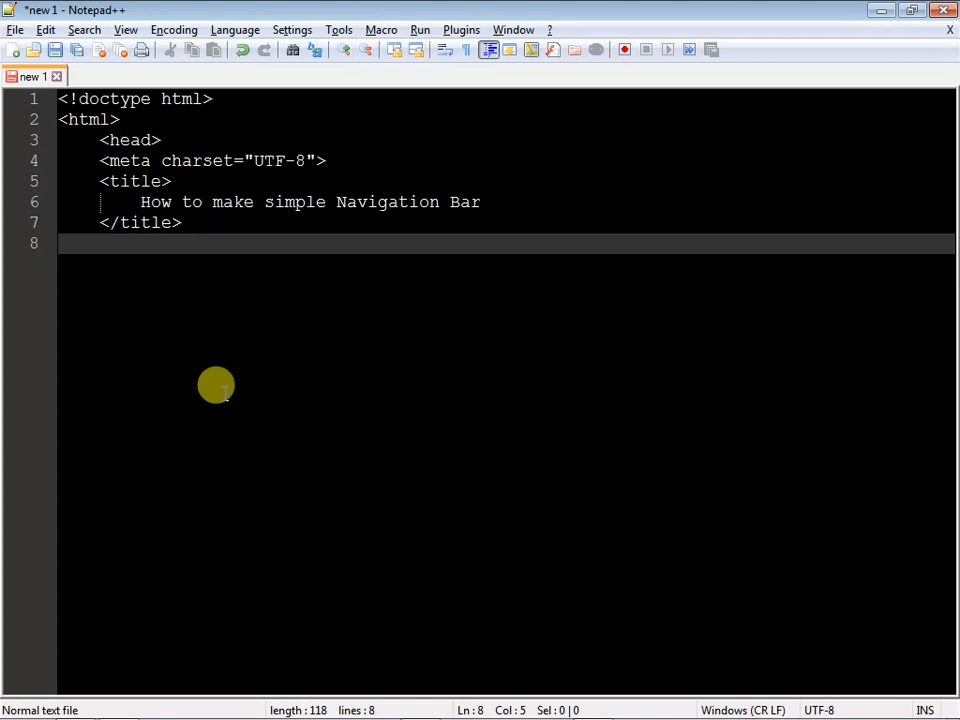 *new 1 - Notepad++
File Edit Search View Encoding Language Settings Tools Macro Run Plugins Window ? X
new 1
1 <!doctype html>
2 <html>
3 <head>
4 <meta charset="UTF-8">
5 <title>
6 How to make simple Navigation Bar
7 </title>
8
Normal text file length : 118 lines : 8 Ln : 8 Col : 5 Sel : 0 | 0 Windows (CR LF) UTF-8 INS